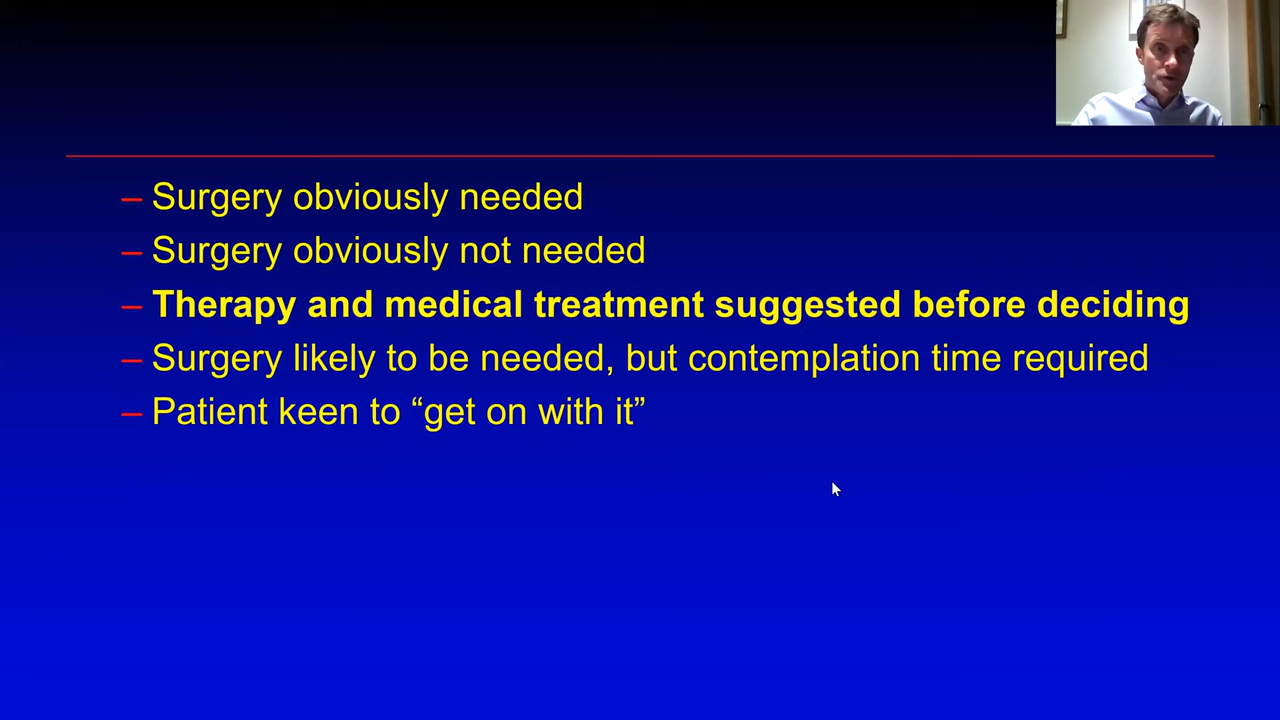 – Surgery obviously needed
– Surgery obviously not needed
– Therapy and medical treatment suggested before deciding
– Surgery likely to be needed, but contemplation time required
– Patient keen to “get on with it”